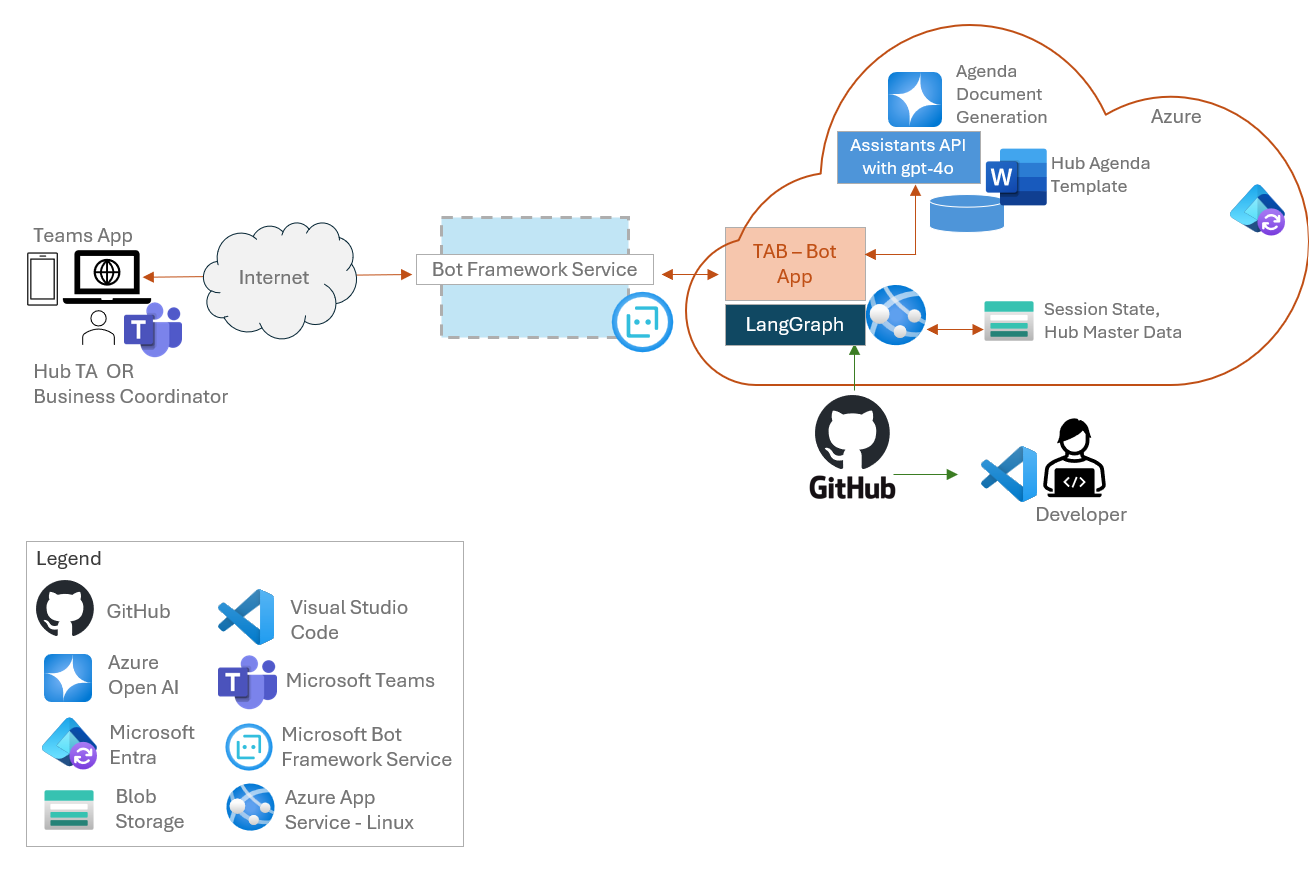 Agenda
Document
Generation
Azure
Assistants API
with gpt-4o
W
Hub Agenda
Template
Teams App
Internet
Bot Framework Service
TAB – Bot
App
LangGraph
Session State,
Hub Master Data
T
Hub TA OR
Business Coordinator
GitHub
</>
Developer
Legend
GitHub
Visual Studio
Code
Azure
Open AI
T
Microsoft Teams
Microsoft
Entra
Microsoft Bot
Framework Service
Blob
Storage
Azure App
Service - Linux